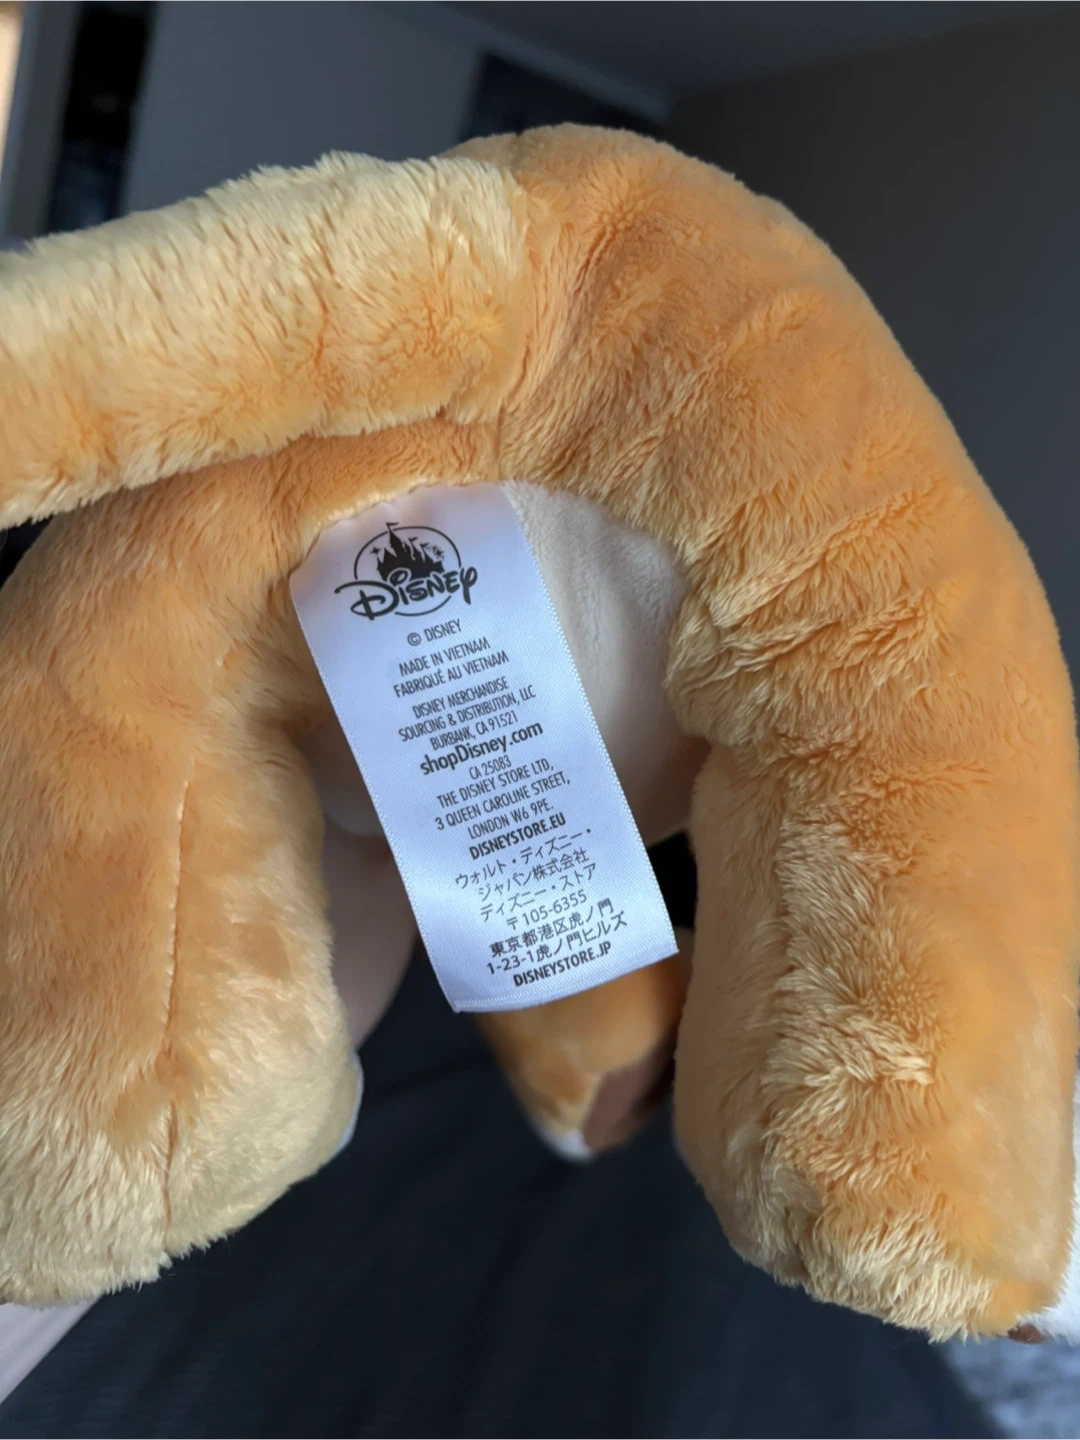 Disney
© DISNEY
MADE IN VIETNAM
FABRIQUÉ AU VIETNAM
DISNEY MERCHANDISE
SOURCING & DISTRIBUTION, LLC
BURBANK, CA 91521
shopDisney.com
CA 25083
THE DISNEY STORE LTD,
3 QUEEN CAROLINE STREET,
LONDON W6 9PE.
DISNEYSTORE.EU
ウォルト・ディズニー・
ジャパン株式会社
ディズニー・ストア
〒105-6355
東京都港区虎ノ門
1-23-1虎ノ門ヒルズ
DISNEYSTORE.JP